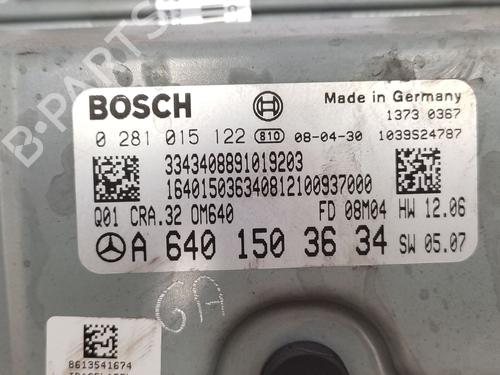 BOSCH
Made in Germany
1373 0367
0 281 015 122 810 08-04-30 1039S24787
3343408891019203
164015036340812100937000
Q01 CRA.32 OM640 FD 08M04 HW 12.06
A 640 150 36 34 SW 05.07
GA
8613541674